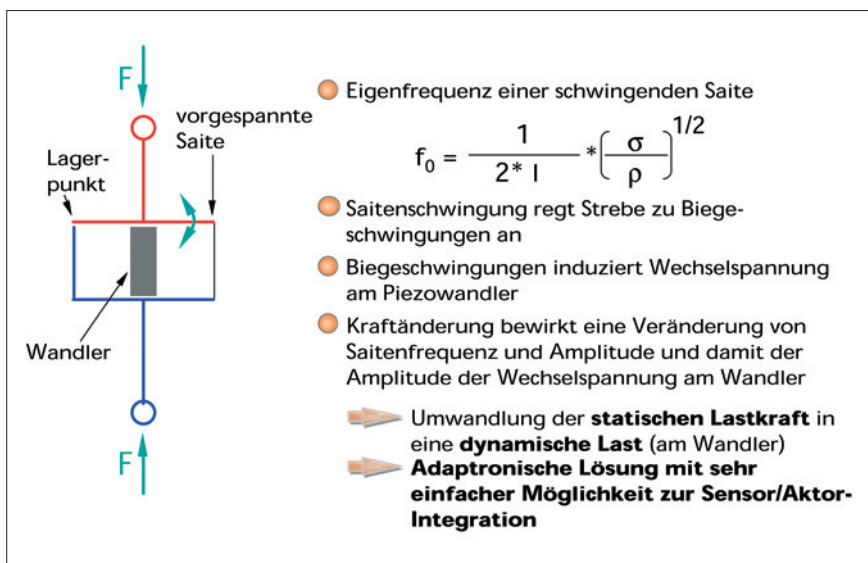 F
vorgespannte
Saite
Lager-
punkt
Wandler
F
Eigenfrequenz einer schwingenden Saite
f₀ = 1 / 2* l *(σ / ρ)^1/2
Saitenschwingung regt Strebe zu Biege-
schwingungen an
Biegeschwingungen induziert Wechselspannung
am Piezowandler
Kraftänderung bewirkt eine Veränderung von
Saitenfrequenz und Amplitude und damit der
Amplitude der Wechselspannung am Wandler
Umwandlung der statischen Lastkraft in
eine dynamische Last (am Wandler)
Adaptronische Lösung mit sehr
einfacher Möglichkeit zur Sensor/Aktor-
Integration